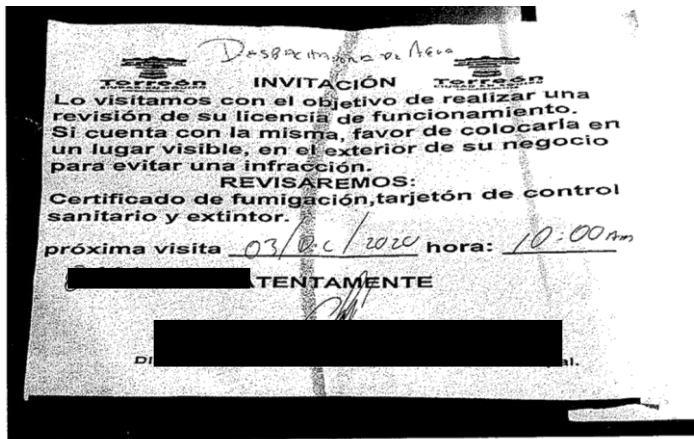 Despachadora de Agua
Torreón INVITACIÓN Torreón
Lo visitamos con el objetivo de realizar una
revisión de su licencia de funcionamiento.
Si cuenta con la misma, favor de colocarla en
un lugar visible, en el exterior de su negocio
para evitar una infracción.
REVISAREMOS:
Certificado de fumigación,tarjetón de control
sanitario y extintor.
próxima visita 03/Dic/2020 hora: 10:00 Am
ATENTAMENTE